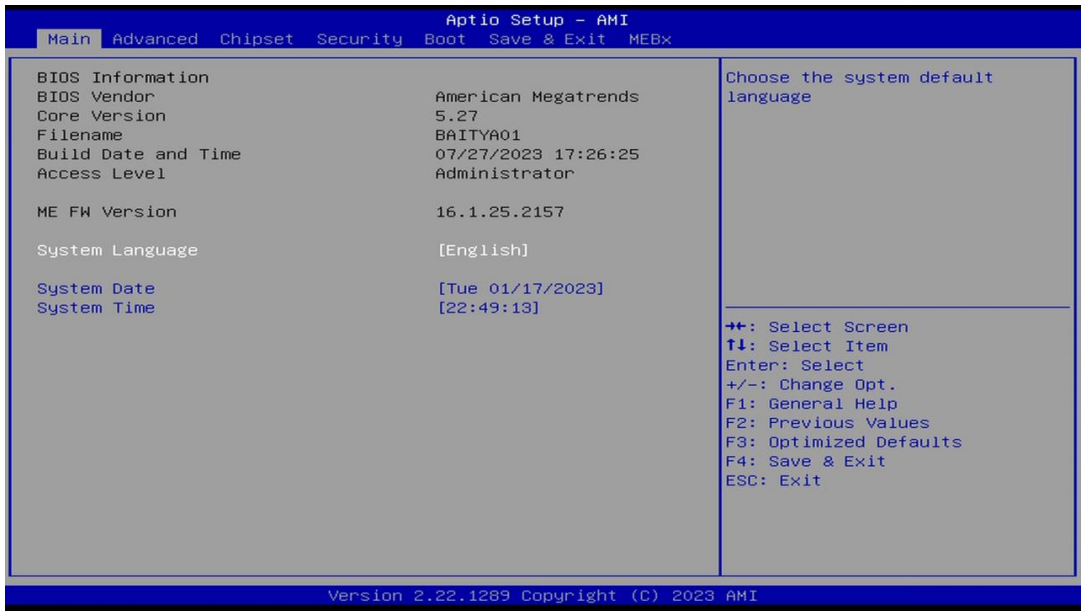 Aptio Setup – AMI
Main Advanced Chipset Security Boot Save & Exit MEBx
BIOS Information
BIOS Vendor American Megatrends
Core Version 5.27
Filename BAITYA01
Build Date and Time 07/27/2023 17:26:25
Access Level Administrator
ME FW Version 16.1.25.2157
System Language [English]
System Date [Tue 01/17/2023]
System Time [22:49:13]
Choose the system default
language
→←: Select Screen
↑↓: Select Item
Enter: Select
+/-: Change Opt.
F1: General Help
F2: Previous Values
F3: Optimized Defaults
F4: Save & Exit
ESC: Exit
Version 2.22.1289 Copyright (C) 2023 AMI